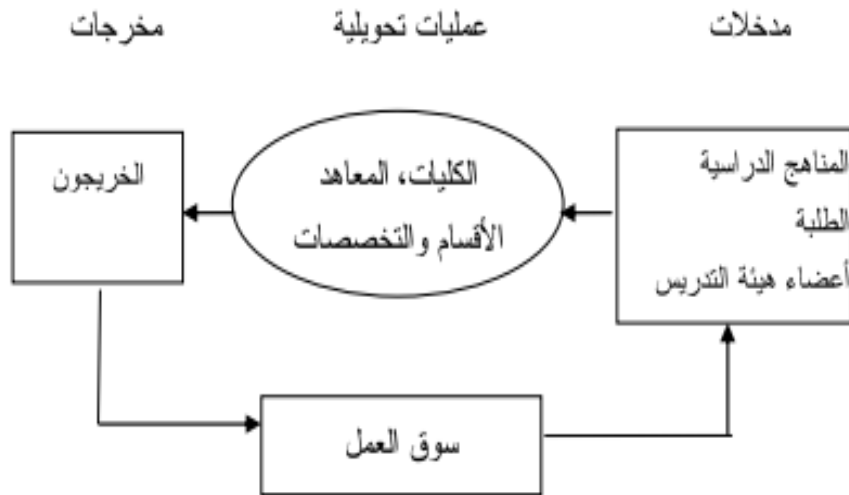 مدخلات
عمليات تحويلية
مخرجات
المناهج الدراسية
الطلبة
أعضاء هيئة التدريس
الكليات، المعاهد
الأقسام والتخصصات
الخريجون
سوق العمل